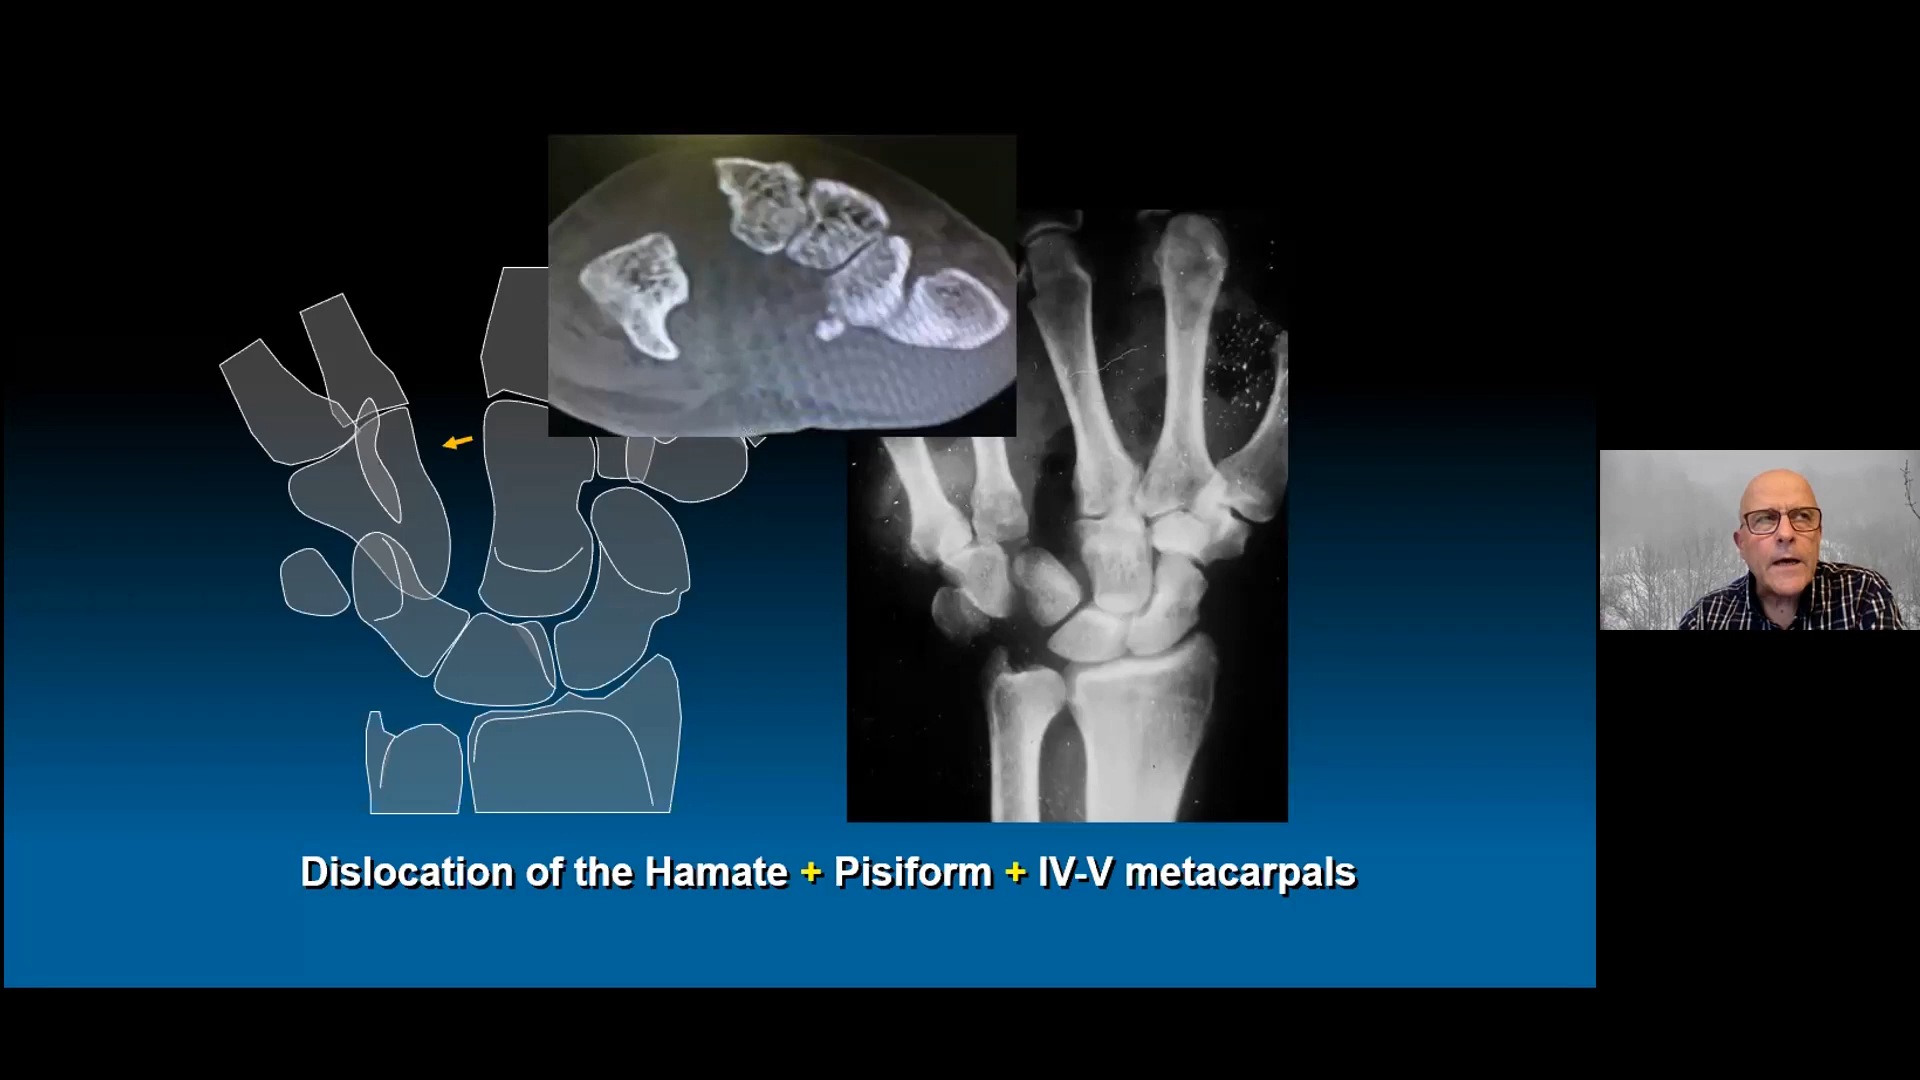 Dislocation of the Hamate + Pisiform + IV-V metacarpals